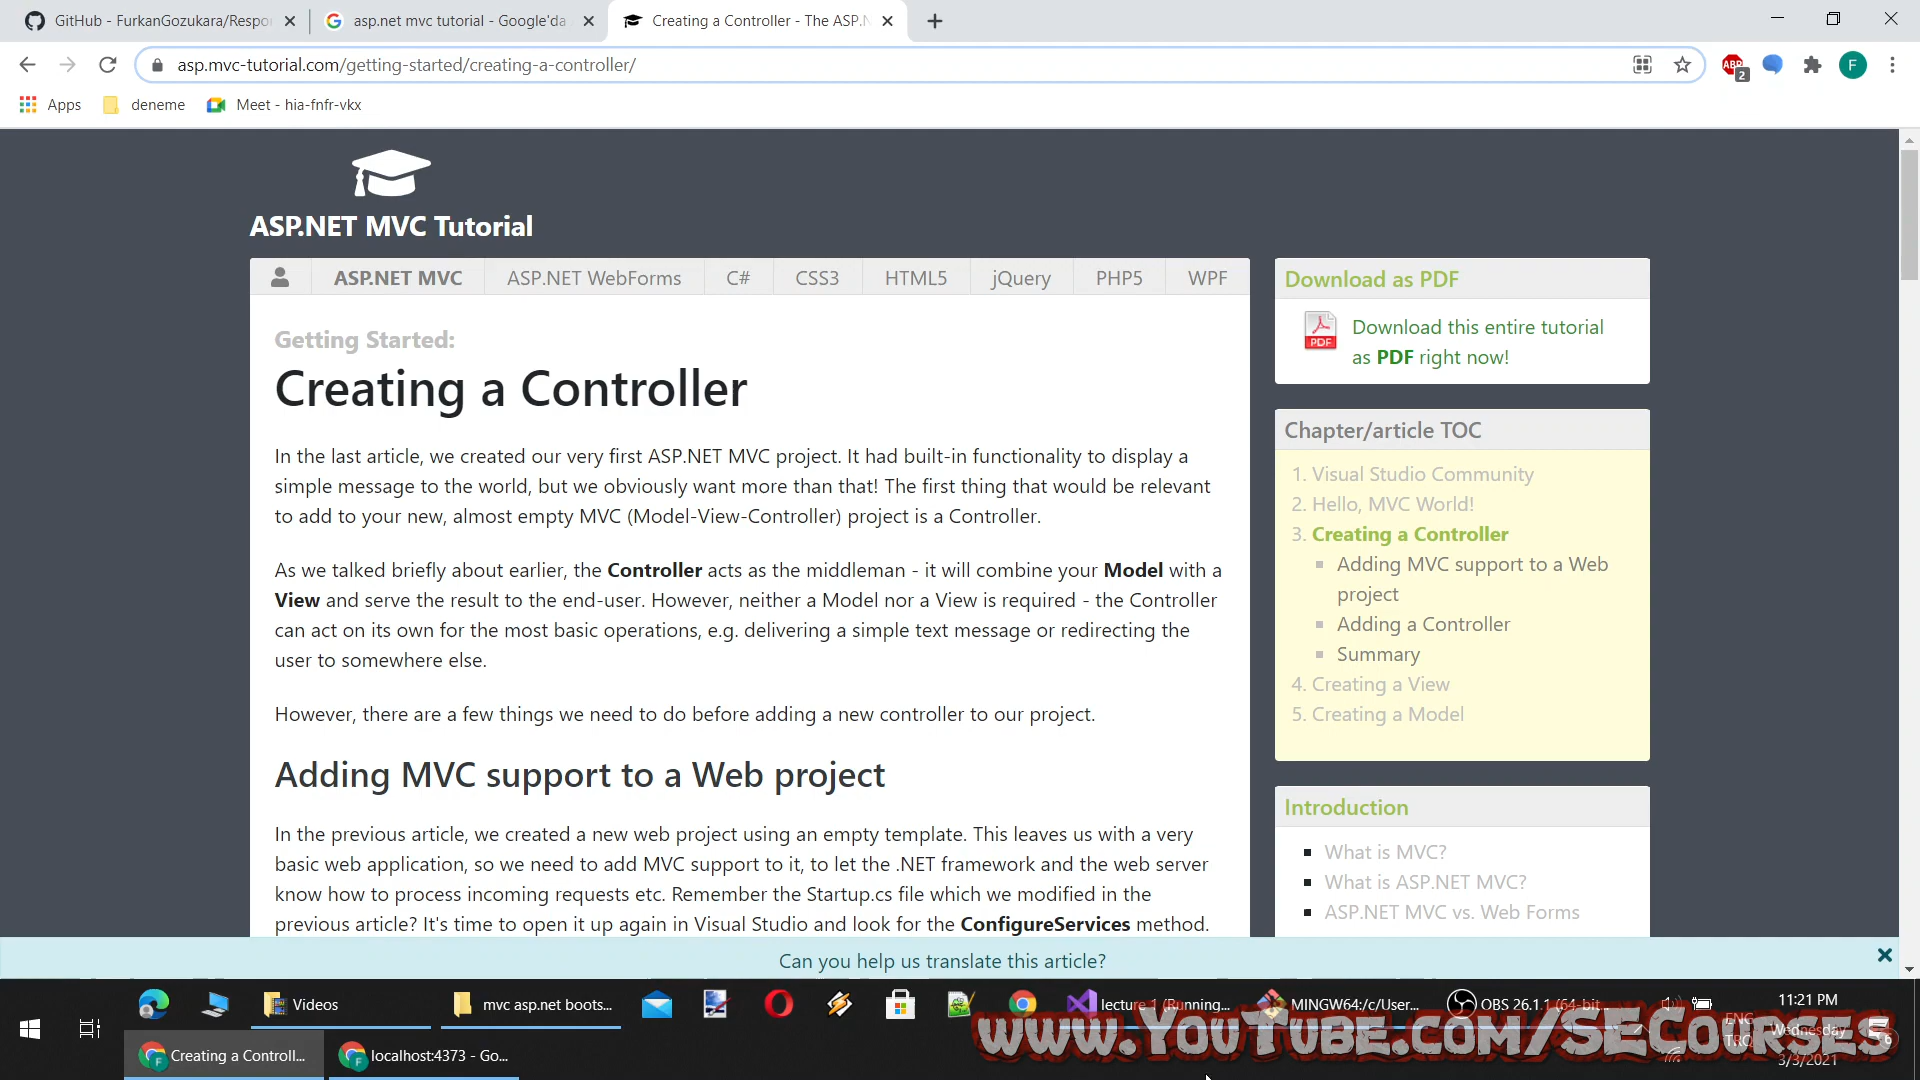 GitHub - FurkanGozukara/Respo
asp.net mvc tutorial - Google'da
Creating a Controller - The ASP.N
asp.mvc-tutorial.com/getting-started/creating-a-controller/
ABP
2
F
Apps
deneme
Meet - hia-fnfr-vkx
ASP.NET MVC Tutorial
ASP.NET MVC
ASP.NET WebForms
C#
CSS3
HTML5
jQuery
PHP5
WPF
Getting Started:
Creating a Controller
In the last article, we created our very first ASP.NET MVC project. It had built-in functionality to display a
simple message to the world, but we obviously want more than that! The first thing that would be relevant
to add to your new, almost empty MVC (Model-View-Controller) project is a Controller.
As we talked briefly about earlier, the Controller acts as the middleman - it will combine your Model with a
View and serve the result to the end-user. However, neither a Model nor a View is required - the Controller
can act on its own for the most basic operations, e.g. delivering a simple text message or redirecting the
user to somewhere else.
However, there are a few things we need to do before adding a new controller to our project.
Adding MVC support to a Web project
In the previous article, we created a new web project using an empty template. This leaves us with a very
basic web application, so we need to add MVC support to it, to let the .NET framework and the web server
know how to process incoming requests etc. Remember the Startup.cs file which we modified in the
previous article? It's time to open it up again in Visual Studio and look for the ConfigureServices method.
Download as PDF
PDF
Download this entire tutorial
as PDF right now!
Chapter/article TOC
1. Visual Studio Community
2. Hello, MVC World!
3. Creating a Controller
Adding MVC support to a Web
project
Adding a Controller
Summary
4. Creating a View
5. Creating a Model
Introduction
What is MVC?
What is ASP.NET MVC?
ASP.NET MVC vs. Web Forms
Can you help us translate this article?
Videos
mvc asp.net boots...
lecture 1 (Running...
MINGW64:/c/User...
OBS 26.1.1 (64-bit...
11:21 PM
ENG
Wednesday
TRQ
3/3/2021
6
Creating a Controll...
localhost:4373 - Go...
www.YouTube.com/SECourses